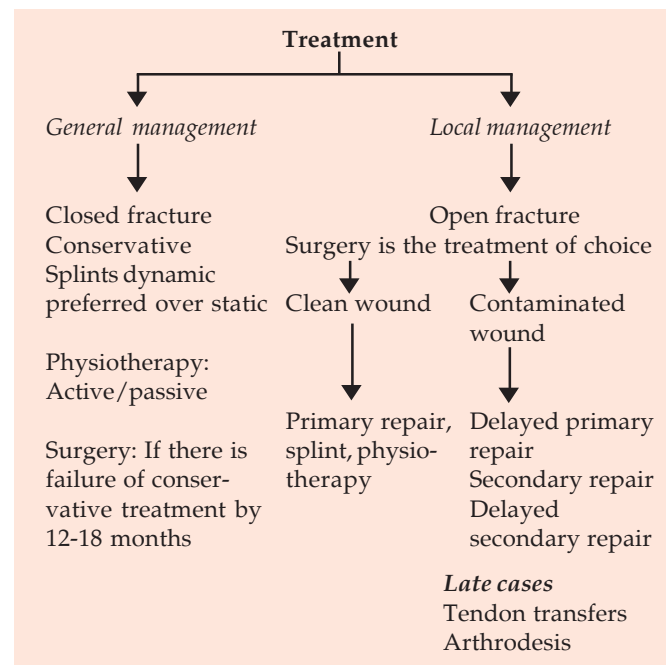 Treatment
General management
Local management
Closed fracture
Conservative
Splints dynamic
preferred over static
Physiotherapy:
Active/passive
Surgery: If there is
failure of conser-
vative treatment by
12-18 months
Open fracture
Surgery is the treatment of choice
Clean wound
Primary repair,
splint, physio-
therapy
Contaminated
wound
Delayed primary
repair
Secondary repair
Delayed
secondary repair
Late cases
Tendon transfers
Arthrodesis